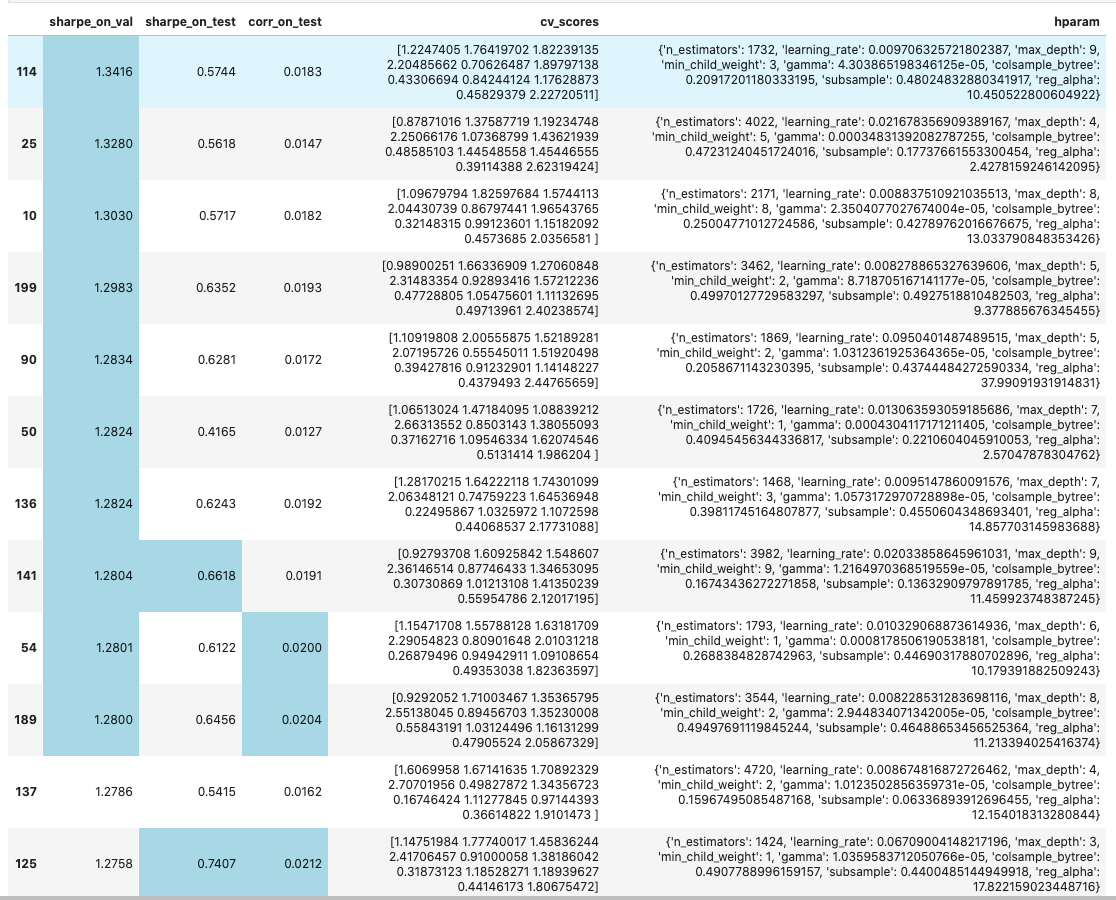 sharpe_on_val sharpe_on_test corr_on_test cv_scores hparam
114 1.3416 0.5744 0.0183
[1.2247405 1.76419702 1.82239135
2.20485662 0.70626487 1.89797138
0.43306694 0.84244124 1.17628873
0.45829379 2.22720511]
{'n_estimators': 1732, 'learning_rate': 0.009706325721802387, 'max_depth': 9,
'min_child_weight': 3, 'gamma': 4.303865198346125e-05, 'colsample_bytree':
0.20917201180333195, 'subsample': 0.48024832880341917, 'reg_alpha':
10.450522800604922}
25 1.3280 0.5618 0.0147
[0.87871016 1.37587719 1.19234748
2.25066176 1.07368799 1.43621939
0.48585103 1.44548558 1.45446555
0.39114388 2.62319424]
{'n_estimators': 4022, 'learning_rate': 0.021678356909389167, 'max_depth': 4,
'min_child_weight': 5, 'gamma': 0.00034831392082787255, 'colsample_bytree':
0.47231240451724016, 'subsample': 0.17737661553300454, 'reg_alpha':
2.4278159246142095}
10 1.3030 0.5717 0.0182
[1.09679794 1.82597684 1.5744113
2.04430739 0.86797441 1.96543765
0.32148315 0.99123601 1.15182092
0.4573685 2.0356581 ]
{'n_estimators': 2171, 'learning_rate': 0.008837510921035513, 'max_depth': 8,
'min_child_weight': 8, 'gamma': 2.3504077027674004e-05, 'colsample_bytree':
0.25004771012724586, 'subsample': 0.42789762016676675, 'reg_alpha':
13.033790848353426}
199 1.2983 0.6352 0.0193
[0.98900251 1.66336909 1.27060848
2.31483354 0.92893416 1.57212236
0.47728805 1.05475601 1.11132695
0.49713961 2.40238574]
{'n_estimators': 3462, 'learning_rate': 0.008278865327639606, 'max_depth': 5,
'min_child_weight': 2, 'gamma': 8.718705167141177e-05, 'colsample_bytree':
0.49970127729583297, 'subsample': 0.4927518810482503, 'reg_alpha':
9.377885676345455}
90 1.2834 0.6281 0.0172
[1.10919808 2.00555875 1.52189281
2.07195726 0.55545011 1.51920498
0.39427816 0.91232901 1.14148227
0.4379493 2.44765659]
{'n_estimators': 1869, 'learning_rate': 0.0950401487489515, 'max_depth': 5,
'min_child_weight': 2, 'gamma': 1.0312361925364365e-05, 'colsample_bytree':
0.2058671143230395, 'subsample': 0.43744484272590334, 'reg_alpha':
37.99091931914831}
50 1.2824 0.4165 0.0127
[1.06513024 1.47184095 1.08839212
2.66313552 0.8503143 1.38055093
0.37162716 1.09546334 1.62074546
0.5131414 1.986204 ]
{'n_estimators': 1726, 'learning_rate': 0.013063593059185686, 'max_depth': 7,
'min_child_weight': 1, 'gamma': 0.0004304117171211405, 'colsample_bytree':
0.409454563443​36817, 'subsample': 0.2210604045910053, 'reg_alpha':
2.57047878304762}
136 1.2824 0.6243 0.0192
[1.28170215 1.64222118 1.74301099
2.06348121 0.74759223 1.64536948
0.22495867 1.0325972 1.1072598
0.44068537 2.17731088]
{'n_estimators': 1468, 'learning_rate': 0.0095147860091576, 'max_depth': 7,
'min_child_weight': 3, 'gamma': 1.0573172970728898e-05, 'colsample_bytree':
0.39811745164807877, 'subsample': 0.4550604348693401, 'reg_alpha':
14.857703145983688}
141 1.2804 0.6618 0.0191
[0.92793708 1.60925842 1.548607
2.36146514 0.87746433 1.34653095
0.30730869 1.01213108 1.41350239
0.55954786 2.12017195]
{'n_estimators': 3982, 'learning_rate': 0.02033858645961031, 'max_depth': 9,
'min_child_weight': 9, 'gamma': 1.2164970368519559e-05, 'colsample_bytree':
0.16743436272271858, 'subsample': 0.13632909797891785, 'reg_alpha':
11.459923748387245}
54 1.2801 0.6122 0.0200
[1.15471708 1.55788128 1.63181709
2.29054823 0.80901648 2.01031218
0.26879496 0.94942911 1.09108654
0.49353038 1.82363597]
{'n_estimators': 1793, 'learning_rate': 0.010329068873614936, 'max_depth': 6,
'min_child_weight': 1, 'gamma': 0.0008178506190538181, 'colsample_bytree':
0.2688384828742963, 'subsample': 0.44690317880702896, 'reg_alpha':
10.179391882509243}
189 1.2800 0.6456 0.0204
[0.9292052 1.71003467 1.35365795
2.55138045 0.89456703 1.35230008
0.55843191 1.03124496 1.16131299
0.47905524 2.05867329]
{'n_estimators': 3544, 'learning_rate': 0.008228531283698116, 'max_depth': 8,
'min_child_weight': 2, 'gamma': 2.944834071342005e-05, 'colsample_bytree':
0.49497691119845244, 'subsample': 0.46488653456525364, 'reg_alpha':
11.213394025416374}
137 1.2786 0.5415 0.0162
[1.6069958 1.67141635 1.70892329
2.70701956 0.49827872 1.34356723
0.16746424 1.11277845 0.97144393
0.36614822 1.9101473 ]
{'n_estimators': 4720, 'learning_rate': 0.008674816872726462, 'max_depth': 4,
'min_child_weight': 2, 'gamma': 1.0123502856359731e-05, 'colsample_bytree':
0.15967495085487168, 'subsample': 0.06336893912696455, 'reg_alpha':
12.154018313280844}
125 1.2758 0.7407 0.0212
[1.14751984 1.77740017 1.45836244
2.41706457 0.91000058 1.38186042
0.31873123 1.18528271 1.18939627
0.44146173 1.80675472]
{'n_estimators': 1424, 'learning_rate': 0.06709004148217196, 'max_depth': 3,
'min_child_weight': 1, 'gamma': 1.0359583712050766e-05, 'colsample_bytree':
0.4907788996159157, 'subsample': 0.4400485144949918, 'reg_alpha':
17.822159023448716}